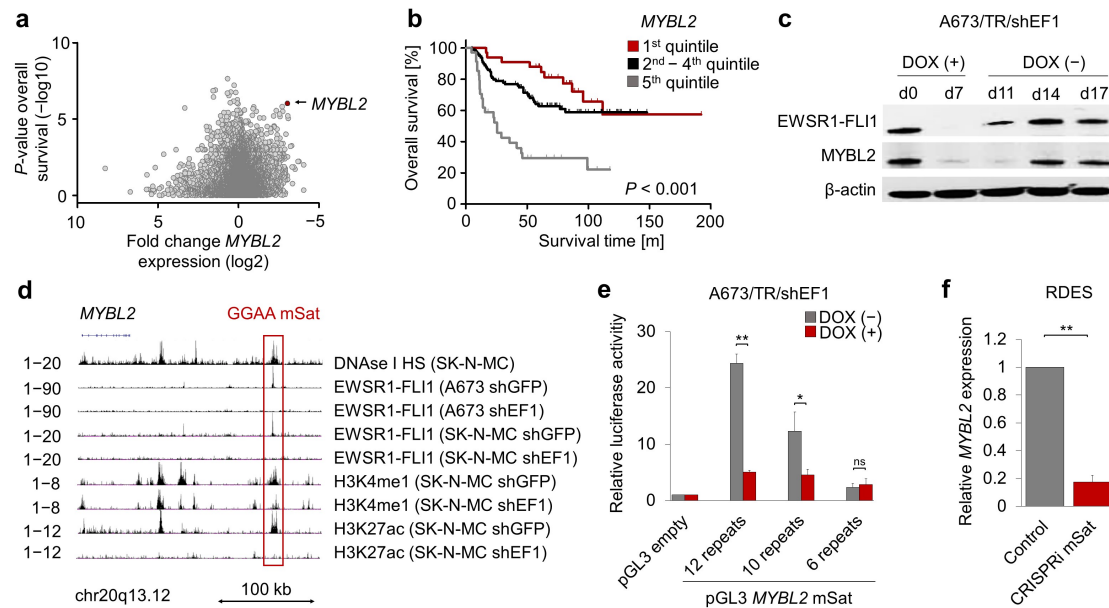 a
P-value overall
survival (−log10)
10
5
0
MYBL2
10
5
0
−5
Fold change MYBL2
expression (log2)
b
MYBL2
1st quintile
2nd – 4th quintile
5th quintile
Overall survival [%]
100
80
60
40
20
0
P < 0.001
0
50
100
150
200
Survival time [m]
c
A673/TR/shEF1
DOX (+)
DOX (−)
d0
d7
d11
d14
d17
EWSR1-FLI1
MYBL2
β-actin
d
MYBL2
GGAA mSat
1–20
DNAse I HS (SK-N-MC)
1–90
EWSR1-FLI1 (A673 shGFP)
1–90
EWSR1-FLI1 (A673 shEF1)
1–20
EWSR1-FLI1 (SK-N-MC shGFP)
1–20
EWSR1-FLI1 (SK-N-MC shEF1)
1–8
H3K4me1 (SK-N-MC shGFP)
1–8
H3K4me1 (SK-N-MC shEF1)
1–12
H3K27ac (SK-N-MC shGFP)
1–12
H3K27ac (SK-N-MC shEF1)
chr20q13.12
100 kb
e
A673/TR/shEF1
DOX (−)
DOX (+)
Relative luciferase activitiy
30
20
10
0
**
*
ns
pGL3 empty
12 repeats
10 repeats
6 repeats
pGL3 MYBL2 mSat
f
RDES
**
Relative MYBL2 expression
1.2
1
0.8
0.6
0.4
0.2
0
Control
CRISPRi mSat